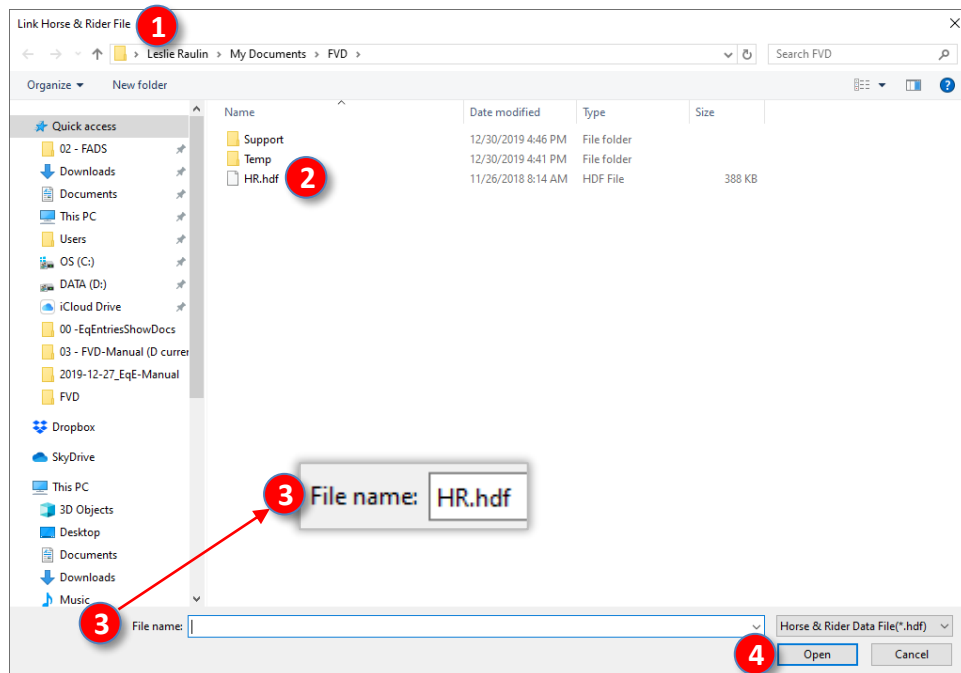 Link Horse & Rider File 1
Leslie Raulin > My Documents > FVD >
Search FVD
Organize
New folder
Name
Date modified
Type
Size
Support
12/30/2019 4:46 PM
File folder
Temp
12/30/2019 4:41 PM
File folder
HR.hdf
2
11/26/2018 8:14 AM
HDF File
388 KB
Quick access
02 - FADS
Downloads
Documents
This PC
Users
OS (C:)
DATA (D:)
iCloud Drive
00 -EqEntriesShowDocs
03 - FVD-Manual (D currer
2019-12-27_EqE-Manual
FVD
Dropbox
SkyDrive
This PC
3D Objects
Desktop
Documents
Downloads
Music
3 File name: HR.hdf
3 File name:
Horse & Rider Data File(*.hdf)
4 Open
Cancel